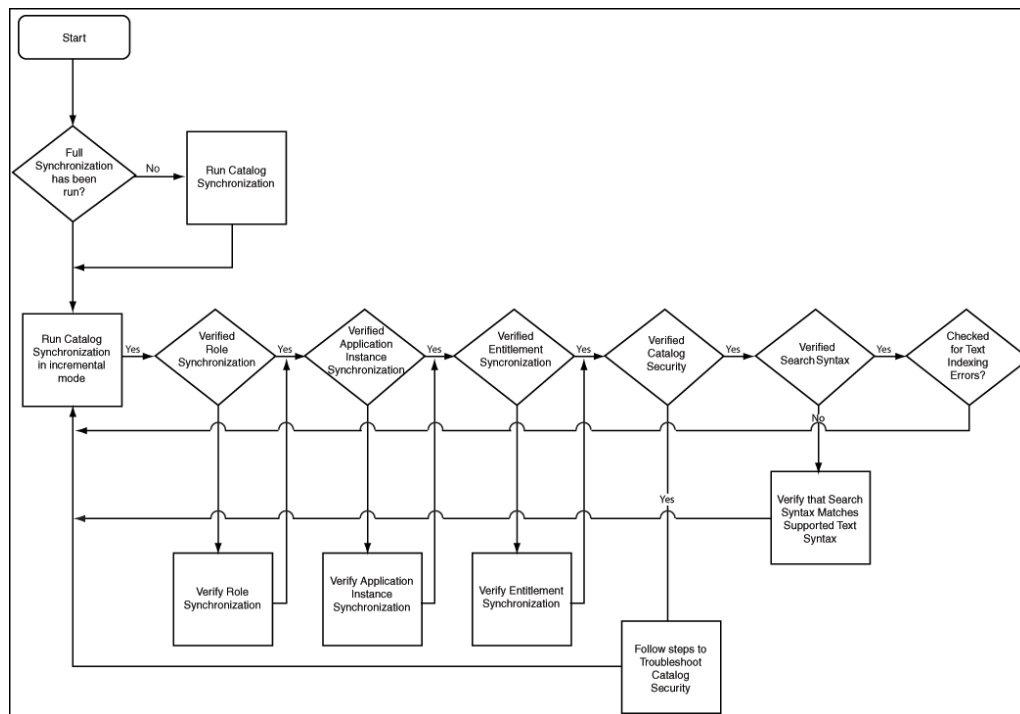 Start
Full
Synchronization
has been
run?
No
Run Catalog
Synchronization
Run Catalog
Synchronization
in incremental
mode
Yes
Verified
Role
Synchronization
Yes
Verified
Application
Instance
Synchronization
Yes
Verified
Entitlement
Syncronization
Yes
Verified
Catalog
Security
Yes
Verified
Search Syntax
Yes
Checked
for Text
Indexing
Errors?
No
Yes
Verify that Search
Syntax Matches
Supported Text
Syntax
Verify Role
Synchronization
Verify Application
Instance
Synchronization
Verify Entitlement
Synchronization
Follow steps to
Troubleshoot
Catalog
Security